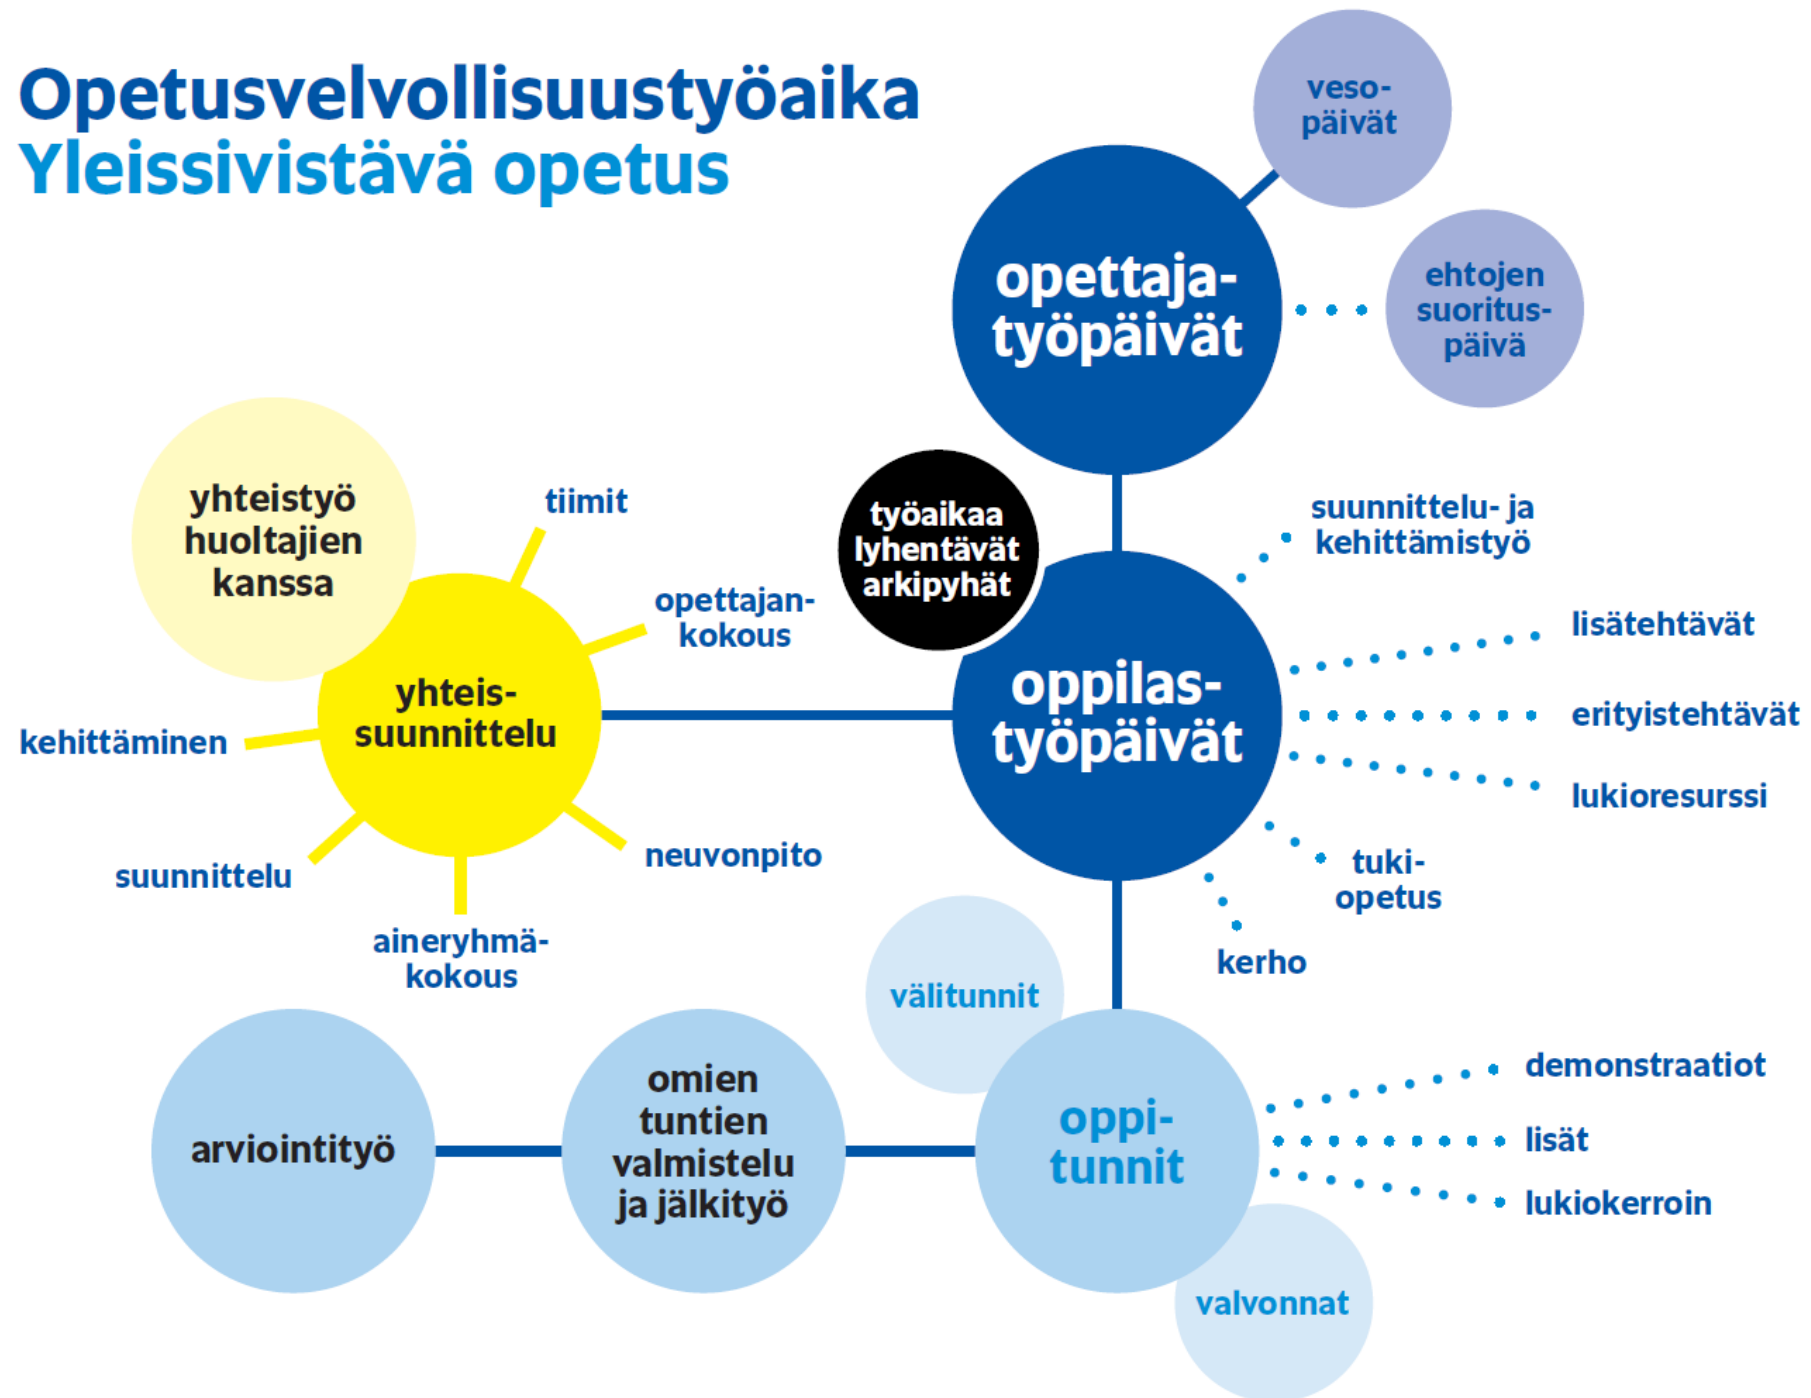 Opetusvelvollisuustyöaika
Yleissivistävä opetus
veso-
päivät
opettaja-
työpäivät
ehtojen
suoritus-
päivä
yhteistyö
huoltajien
kanssa
tiimit
opettajan-
kokous
yhteis-
suunnittelu
kehittäminen
suunnittelu
aineryhmä-
kokous
neuvonpito
työaikaa
lyhentävät
arkipyhät
oppilas-
työpäivät
suunnittelu- ja
kehittämistyö
lisätehtävät
erityistehtävät
lukioresurssi
tuki-
opetus
kerho
välitunnit
arviointityö
omien
tuntien
valmistelu
ja jälkityö
oppi-
tunnit
demonstraatiot
lisät
lukiokerroin
valvonnat